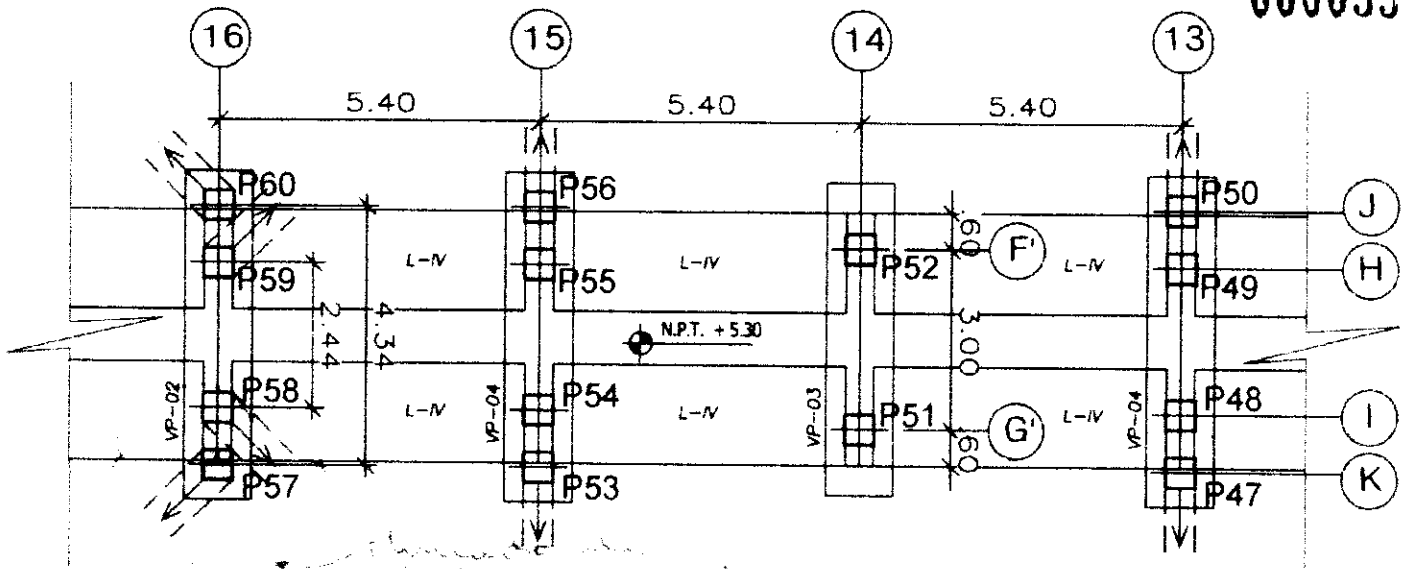 16 15 14 13
5.40 5.40 5.40
P60 P56 P50
J
P59 L-IV P55 L-IV P52 .60 F' L-IV P49 H
N.P.T. +5.30
2.44 4.34 3.00
VP-02 P58 L-IV VP-04 P54 L-IV VP-03 P51 G' L-IV VP-04 P48 I
.60
P57 P53 P47 K